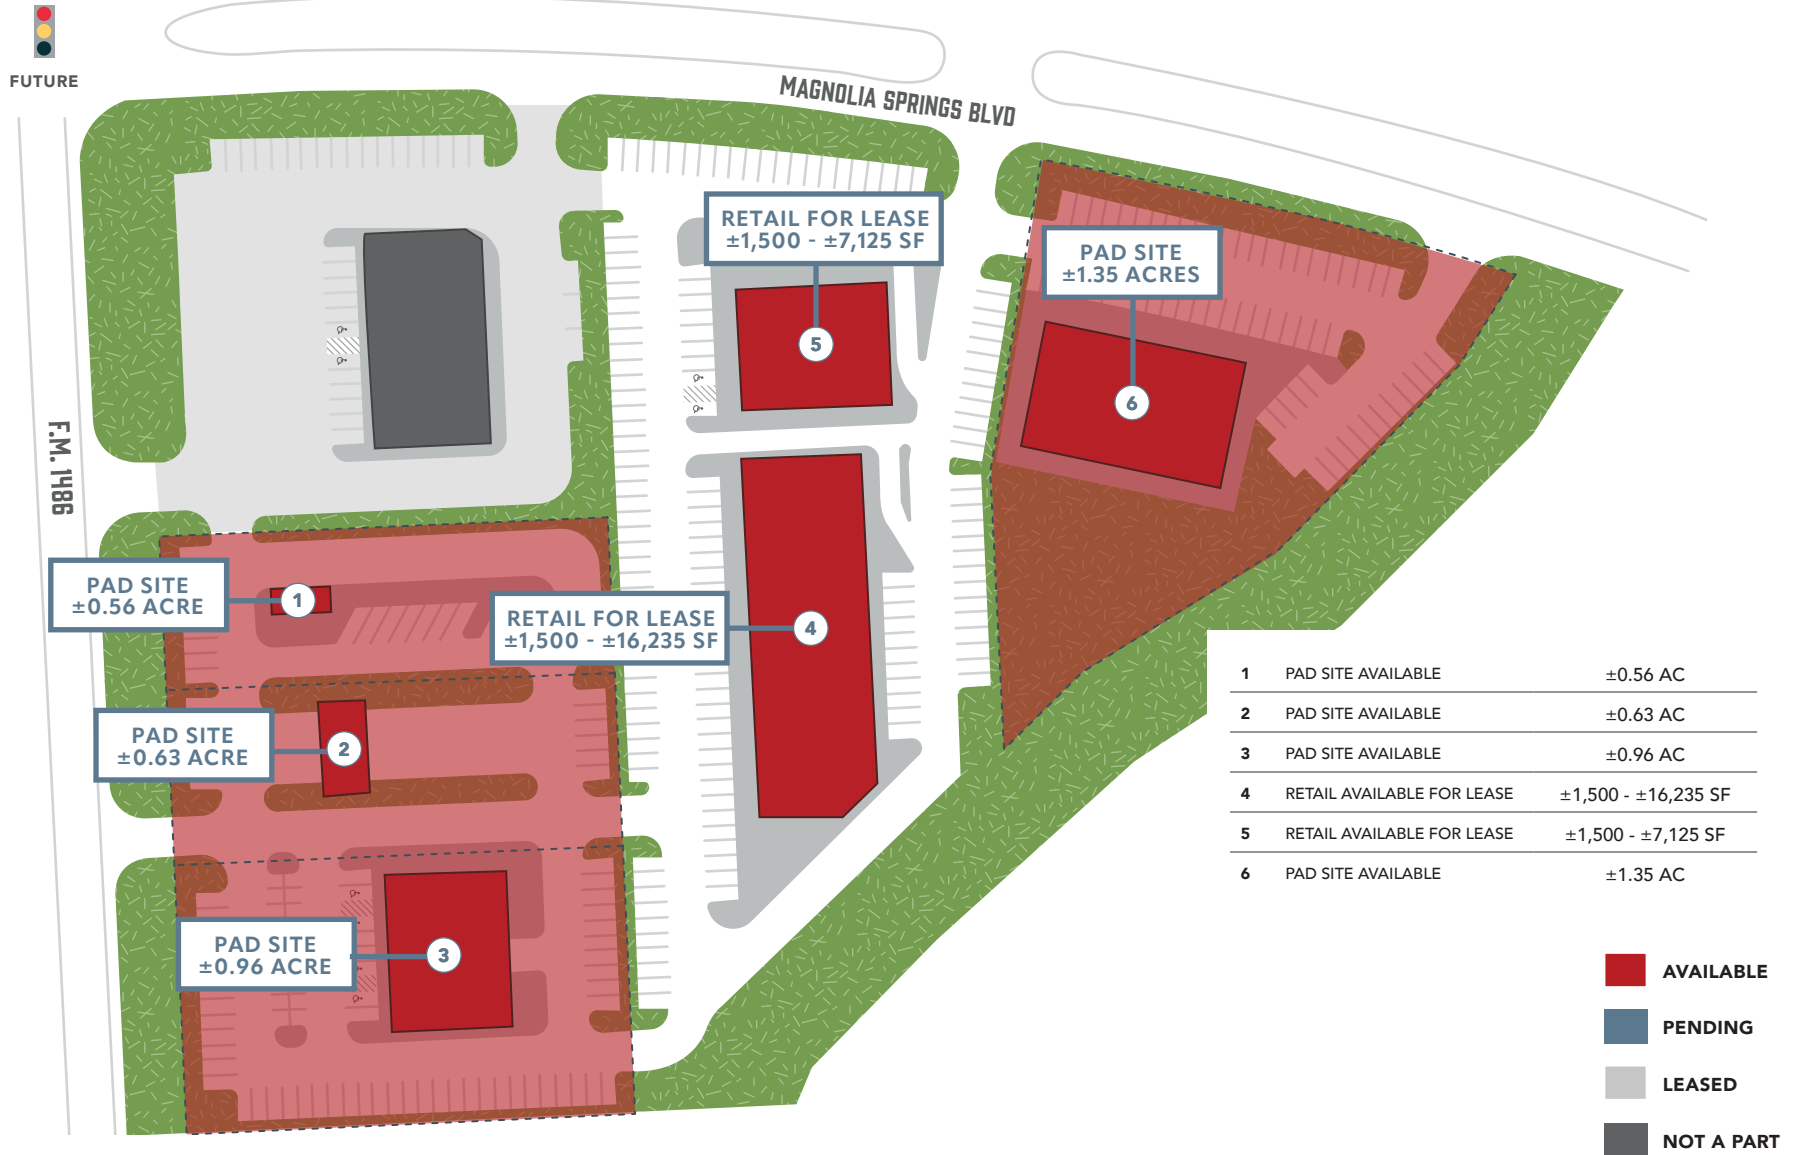 FUTURE
MAGNOLIA SPRINGS BLVD
F.M. 1486
RETAIL FOR LEASE
±1,500 - ±7,125 SF
5
PAD SITE
±1.35 ACRES
6
PAD SITE
±0.56 ACRE
1
RETAIL FOR LEASE
±1,500 - ±16,235 SF
4
PAD SITE
±0.63 ACRE
2
PAD SITE
±0.96 ACRE
3
1 PAD SITE AVAILABLE ±0.56 AC
2 PAD SITE AVAILABLE ±0.63 AC
3 PAD SITE AVAILABLE ±0.96 AC
4 RETAIL AVAILABLE FOR LEASE ±1,500 - ±16,235 SF
5 RETAIL AVAILABLE FOR LEASE ±1,500 - ±7,125 SF
6 PAD SITE AVAILABLE ±1.35 AC
AVAILABLE
PENDING
LEASED
NOT A PART